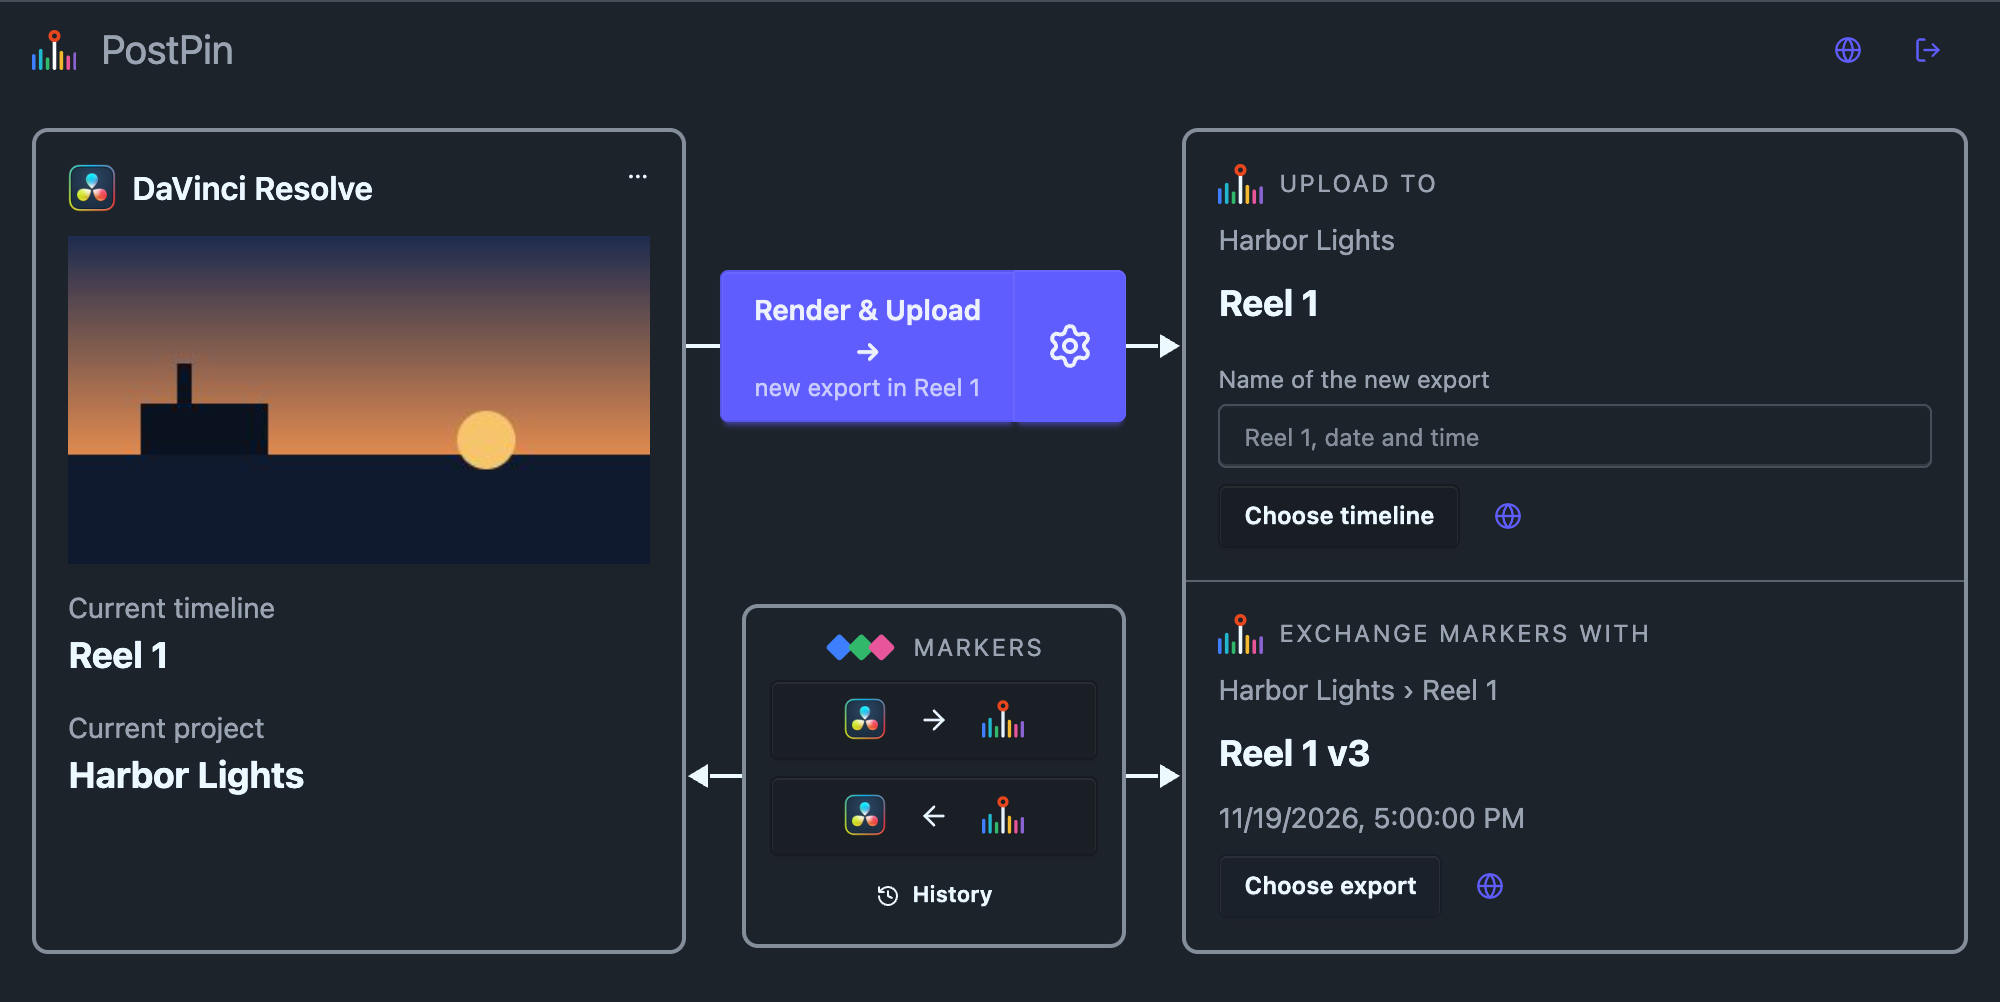 PostPin
DaVinci Resolve
...
Current timeline
Reel 1
Current project
Harbor Lights
Render & Upload
→
new export in Reel 1
MARKERS
→
←
History
UPLOAD TO
Harbor Lights
Reel 1
Name of the new export
Reel 1, date and time
Choose timeline
EXCHANGE MARKERS WITH
Harbor Lights › Reel 1
Reel 1 v3
11/19/2026, 5:00:00 PM
Choose export